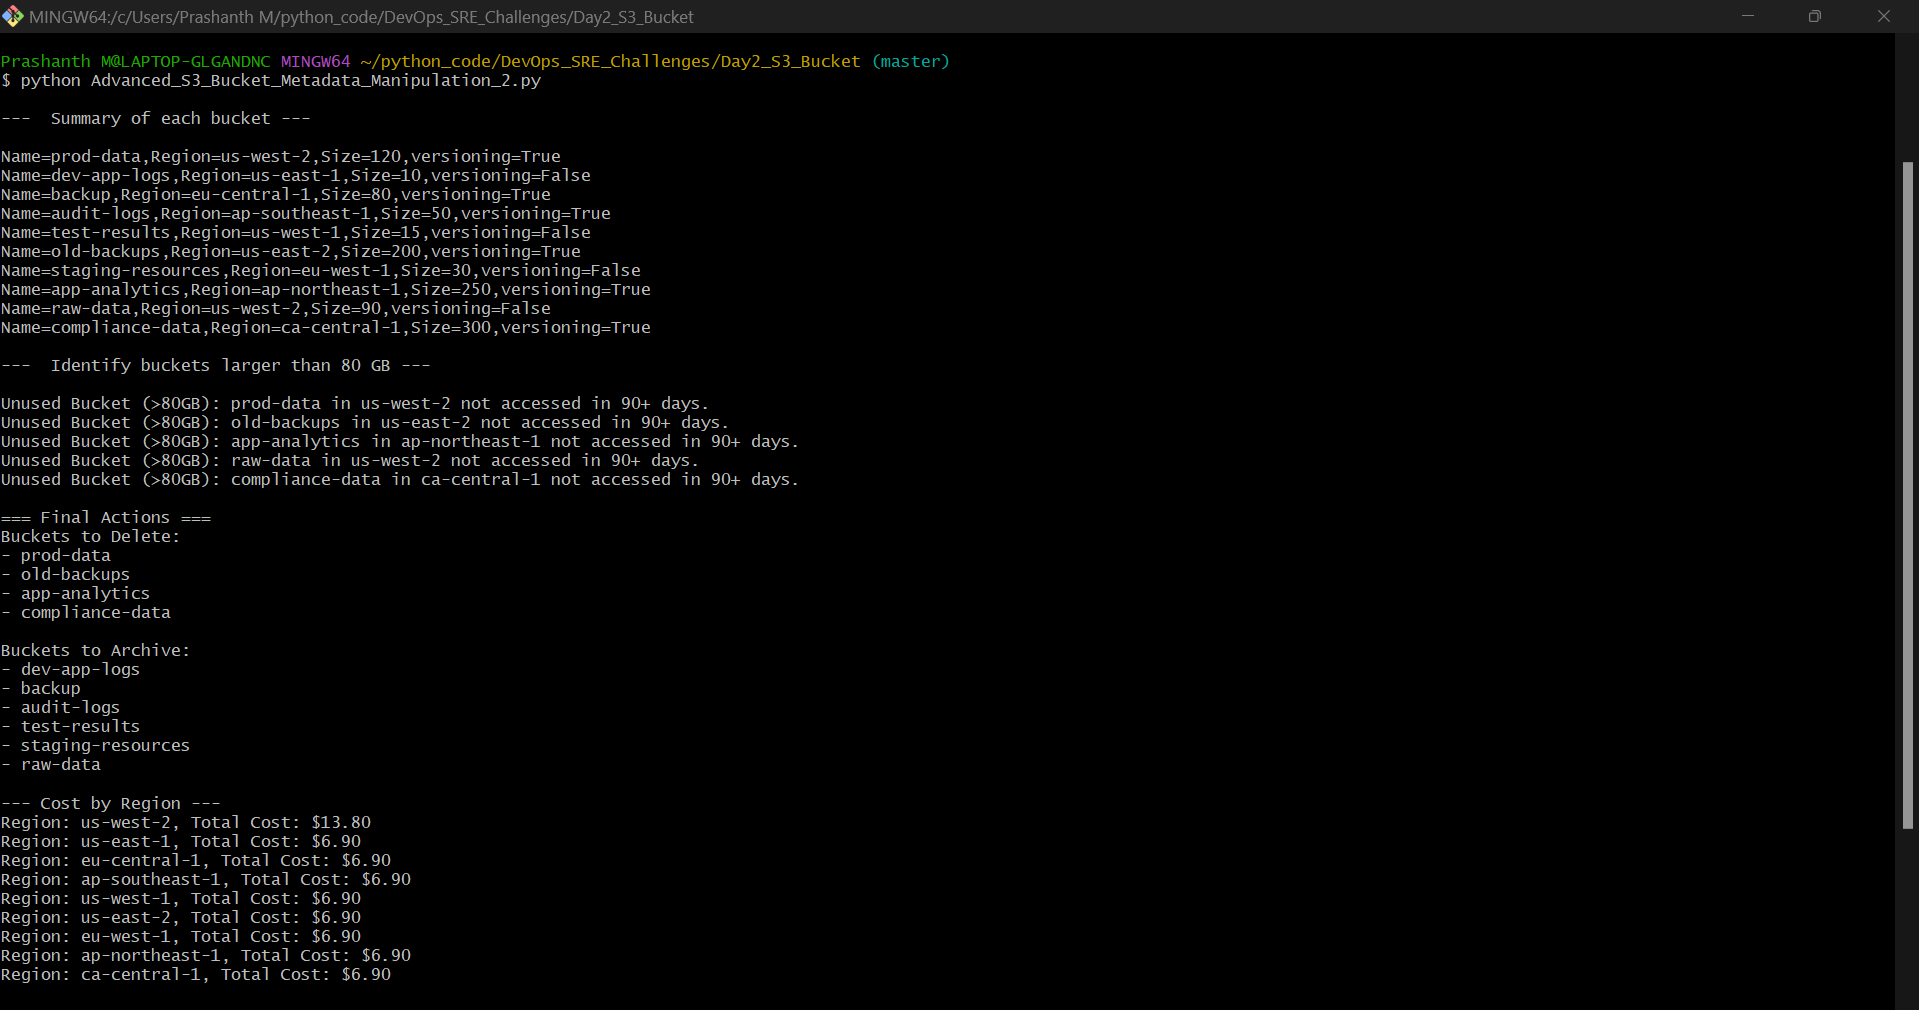 MINGW64:/c/Users/Prashanth M/python_code/DevOps_SRE_Challenges/Day2_S3_Bucket
Prashanth M@LAPTOP-GLGANDNC MINGW64 ~/python_code/DevOps_SRE_Challenges/Day2_S3_Bucket (master)
$ python Advanced_S3_Bucket_Metadata_Manipulation_2.py
---  Summary of each bucket ---
Name=prod-data,Region=us-west-2,Size=120,versioning=True
Name=dev-app-logs,Region=us-east-1,Size=10,versioning=False
Name=backup,Region=eu-central-1,Size=80,versioning=True
Name=audit-logs,Region=ap-southeast-1,Size=50,versioning=True
Name=test-results,Region=us-west-1,Size=15,versioning=False
Name=old-backups,Region=us-east-2,Size=200,versioning=True
Name=staging-resources,Region=eu-west-1,Size=30,versioning=False
Name=app-analytics,Region=ap-northeast-1,Size=250,versioning=True
Name=raw-data,Region=us-west-2,Size=90,versioning=False
Name=compliance-data,Region=ca-central-1,Size=300,versioning=True
---  Identify buckets larger than 80 GB ---
Unused Bucket (>80GB): prod-data in us-west-2 not accessed in 90+ days.
Unused Bucket (>80GB): old-backups in us-east-2 not accessed in 90+ days.
Unused Bucket (>80GB): app-analytics in ap-northeast-1 not accessed in 90+ days.
Unused Bucket (>80GB): raw-data in us-west-2 not accessed in 90+ days.
Unused Bucket (>80GB): compliance-data in ca-central-1 not accessed in 90+ days.
=== Final Actions ===
Buckets to Delete:
- prod-data
- old-backups
- app-analytics
- compliance-data
Buckets to Archive:
- dev-app-logs
- backup
- audit-logs
- test-results
- staging-resources
- raw-data
--- Cost by Region ---
Region: us-west-2, Total Cost: $13.80
Region: us-east-1, Total Cost: $6.90
Region: eu-central-1, Total Cost: $6.90
Region: ap-southeast-1, Total Cost: $6.90
Region: us-west-1, Total Cost: $6.90
Region: us-east-2, Total Cost: $6.90
Region: eu-west-1, Total Cost: $6.90
Region: ap-northeast-1, Total Cost: $6.90
Region: ca-central-1, Total Cost: $6.90